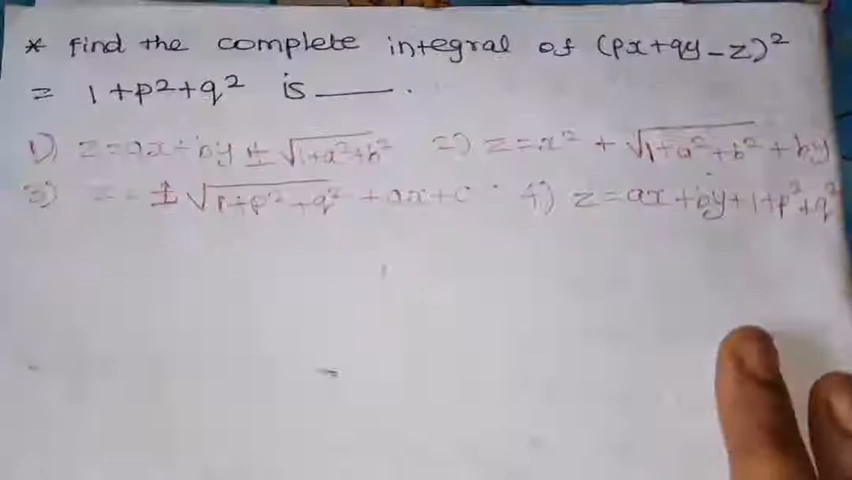 * find the complete integral of (px+qy-z)²
= 1+p²+q² is ____.
1) z=ax+by ± √1+a²+b² 2) z=x² + √1+a²+b² + by
3) z = ± √1+p²+q² + ax+c . 4) z=ax+by+1+p²+q²